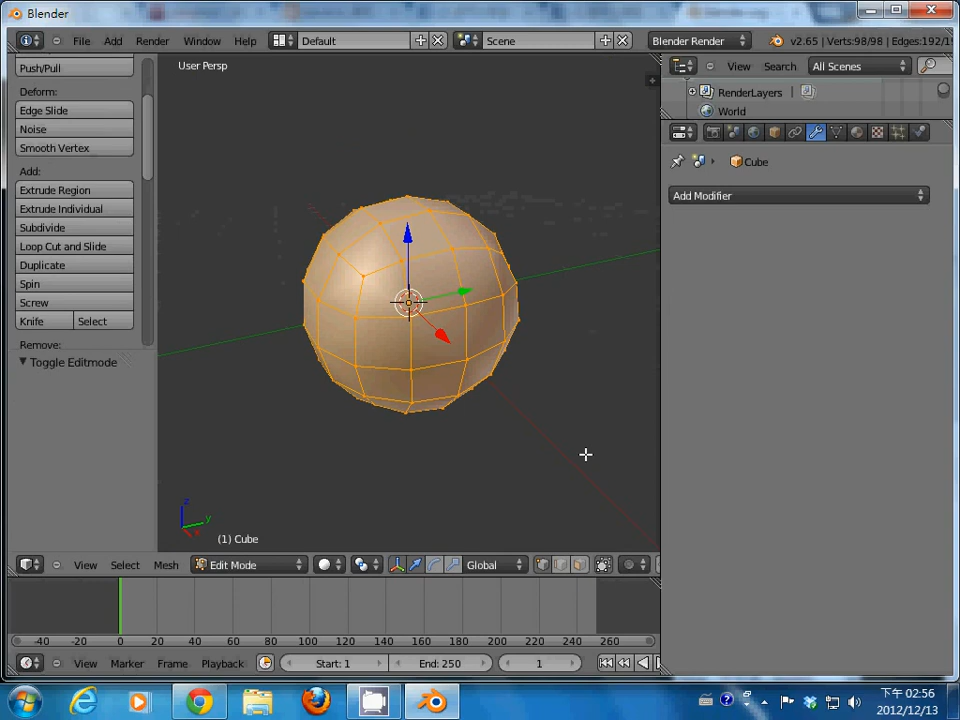 Blender
File Add Render Window Help Default Scene Blender Render v2.65 | Verts:98/98 | Edges:192/1
Push/Pull
Deform:
Edge Slide
Noise
Smooth Vertex
Add:
Extrude Region
Extrude Individual
Subdivide
Loop Cut and Slide
Duplicate
Spin
Screw
Knife Select
Remove:
Toggle Editmode
User Persp
z
y
x
(1) Cube
View Select Mesh Edit Mode Global
View Search All Scenes
RenderLayers
World
Cube
Add Modifier
-40 -20 0 20 40 60 80 100 120 140 160 180 200 220 240 260
View Marker Frame Playback Start: 1 End: 250 1
下午 02:56
2012/12/13